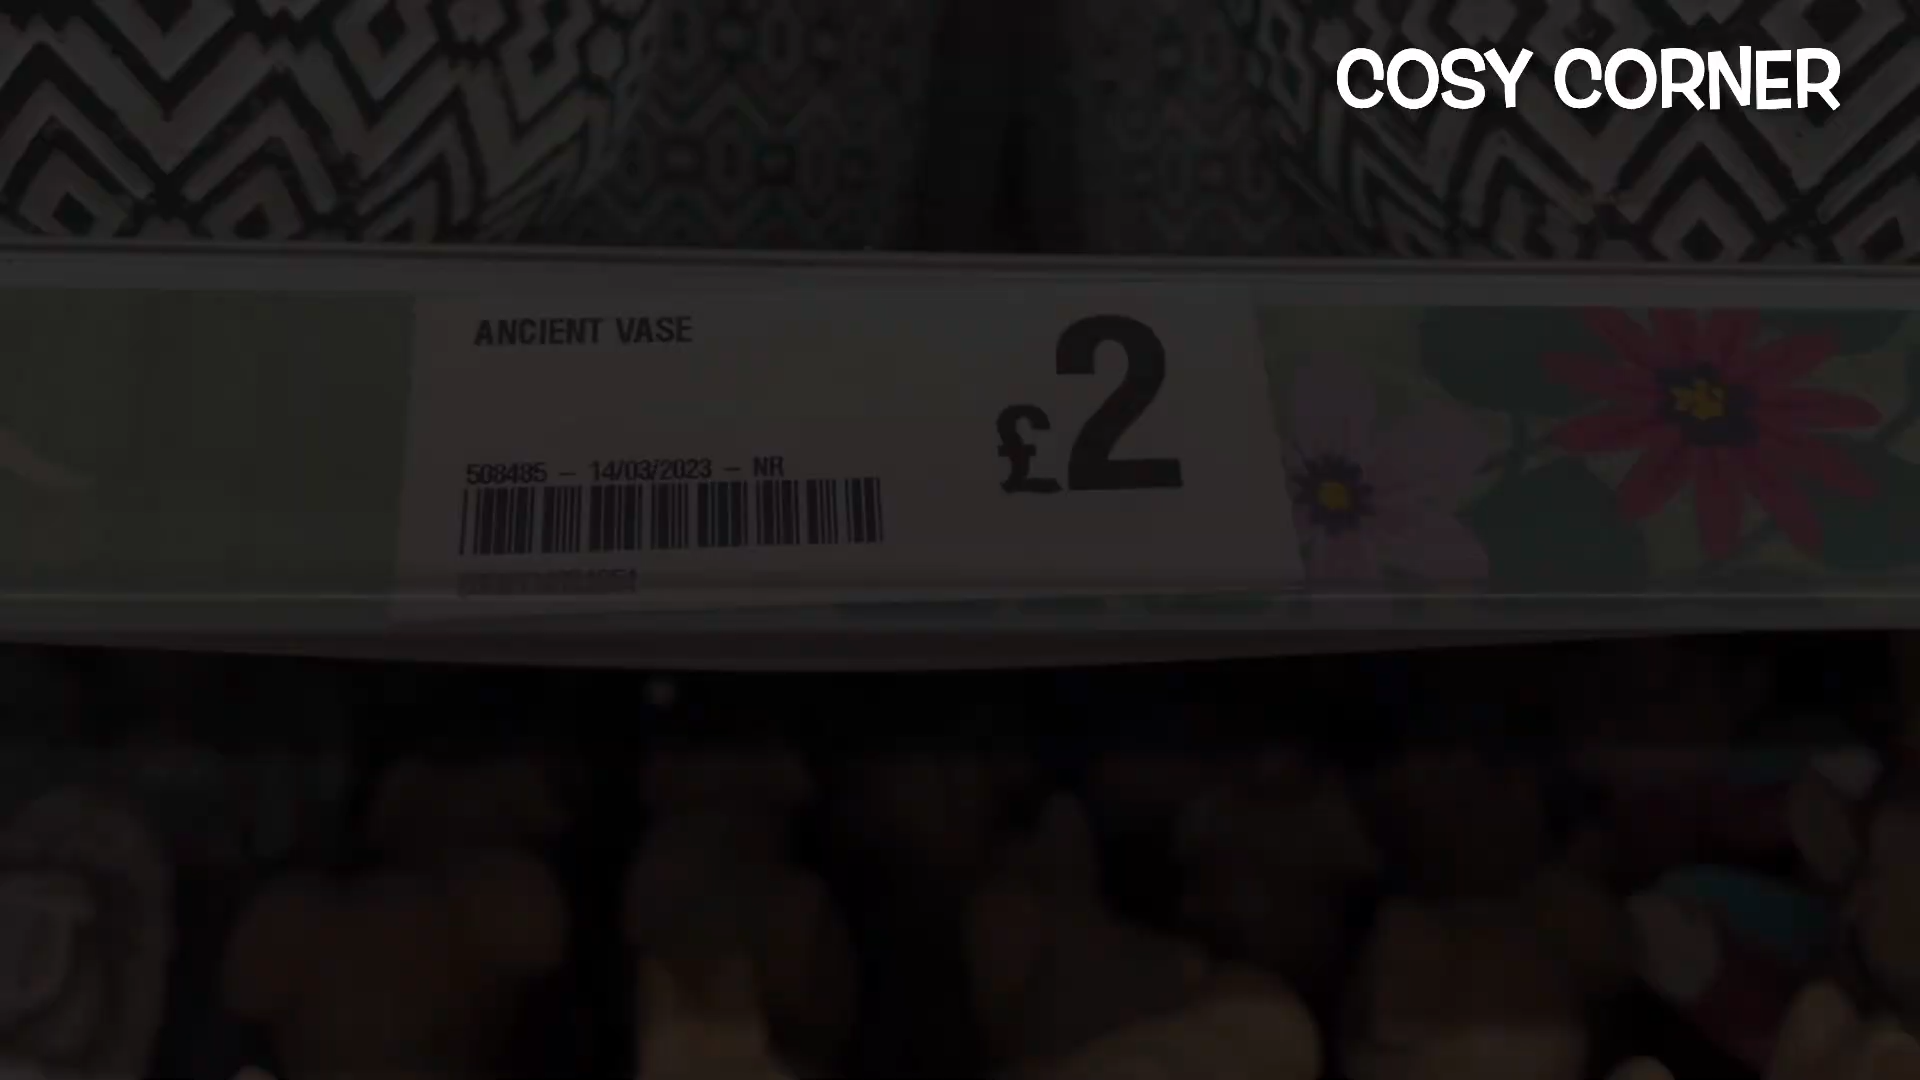 COSY CORNER
ANCIENT VASE
£2
508485 – 14/03/2023 – NR